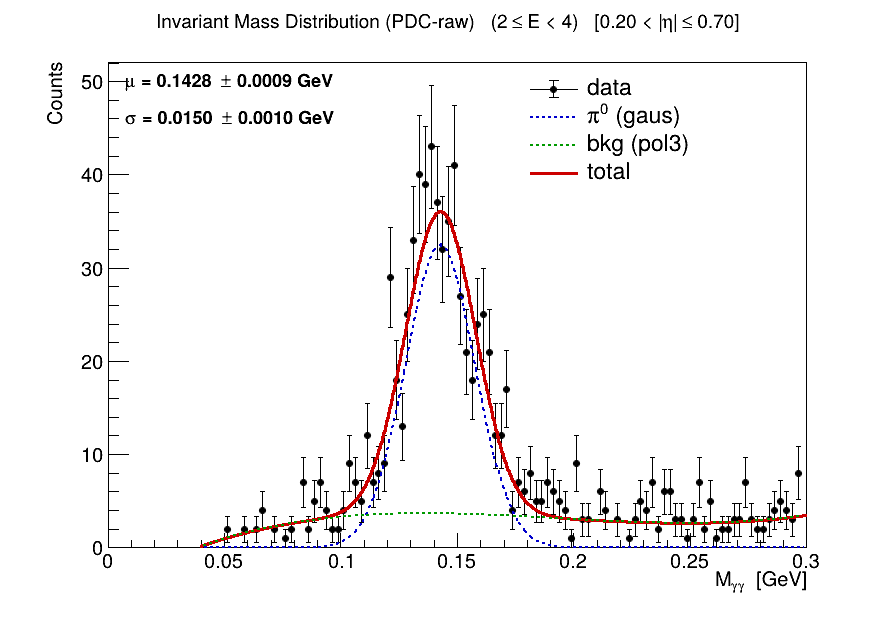 Invariant Mass Distribution (PDC-raw) (2 ≤ E < 4) [0.20 < |η| ≤ 0.70]
Counts
50
40
30
20
10
0
μ = 0.1428 ± 0.0009 GeV
σ = 0.0150 ± 0.0010 GeV
data
π⁰ (gaus)
bkg (pol3)
total
0 0.05 0.1 0.15 0.2 0.25 0.3
Mγγ [GeV]